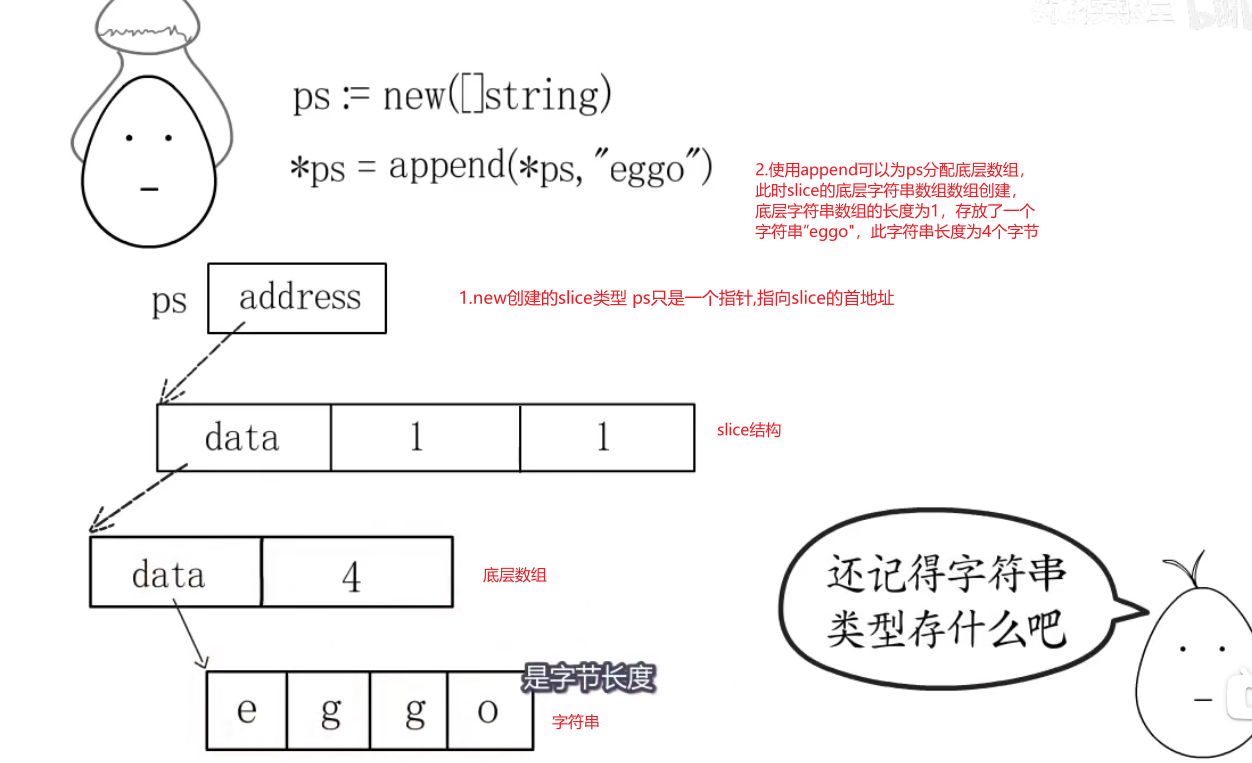 ps := new([]string)
*ps = append(*ps,"eggo")
2.使用append可以为ps分配底层数组，
此时slice的底层字符串数组数组创建，
底层字符串数组的长度为1，存放了一个
字符串”eggo"，此字符串长度为4个字节
ps address
1.new创建的slice类型 ps只是一个指针,指向slice的首地址
data 1 1
slice结构
data 4
底层数组
还记得字符串
类型存什么吧
是字节长度
e g g o
字符串